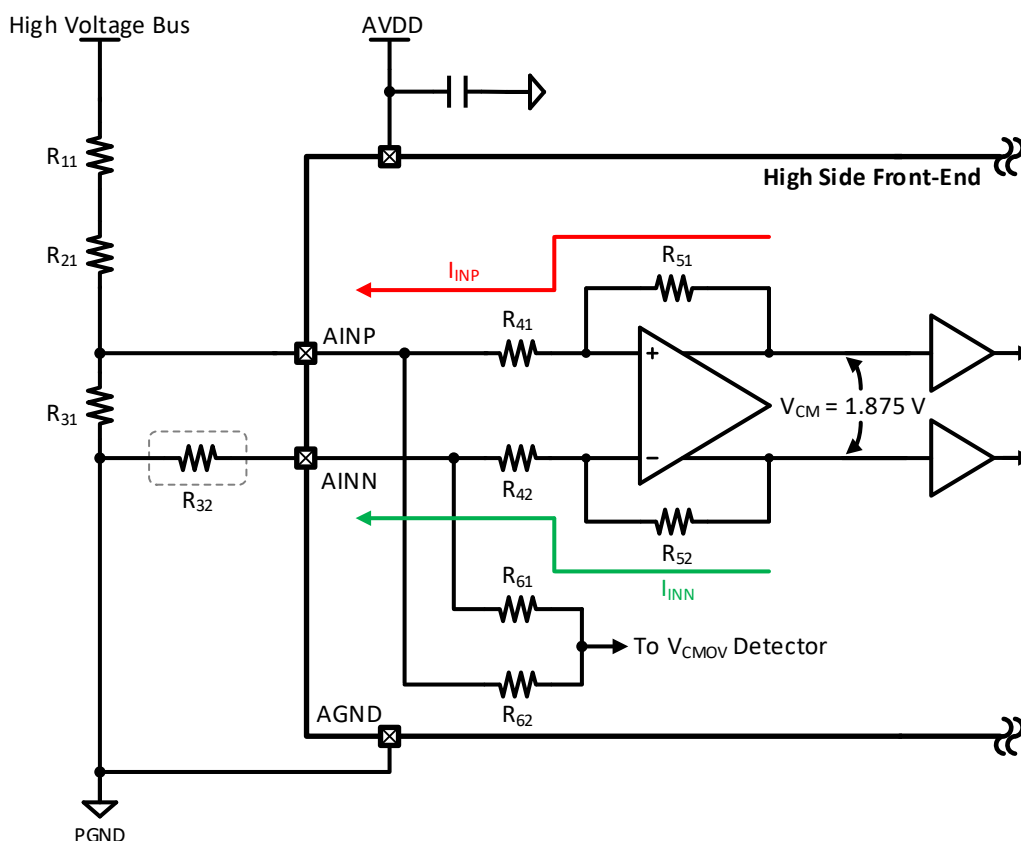 High Voltage Bus
AVDD
R11
High Side Front-End
R21
IINP
R51
AINP
R41
+
R31
VCM = 1.875 V
AINN
R42
−
R32
R52
R61
IINN
To VCMOV Detector
AGND
R62
PGND